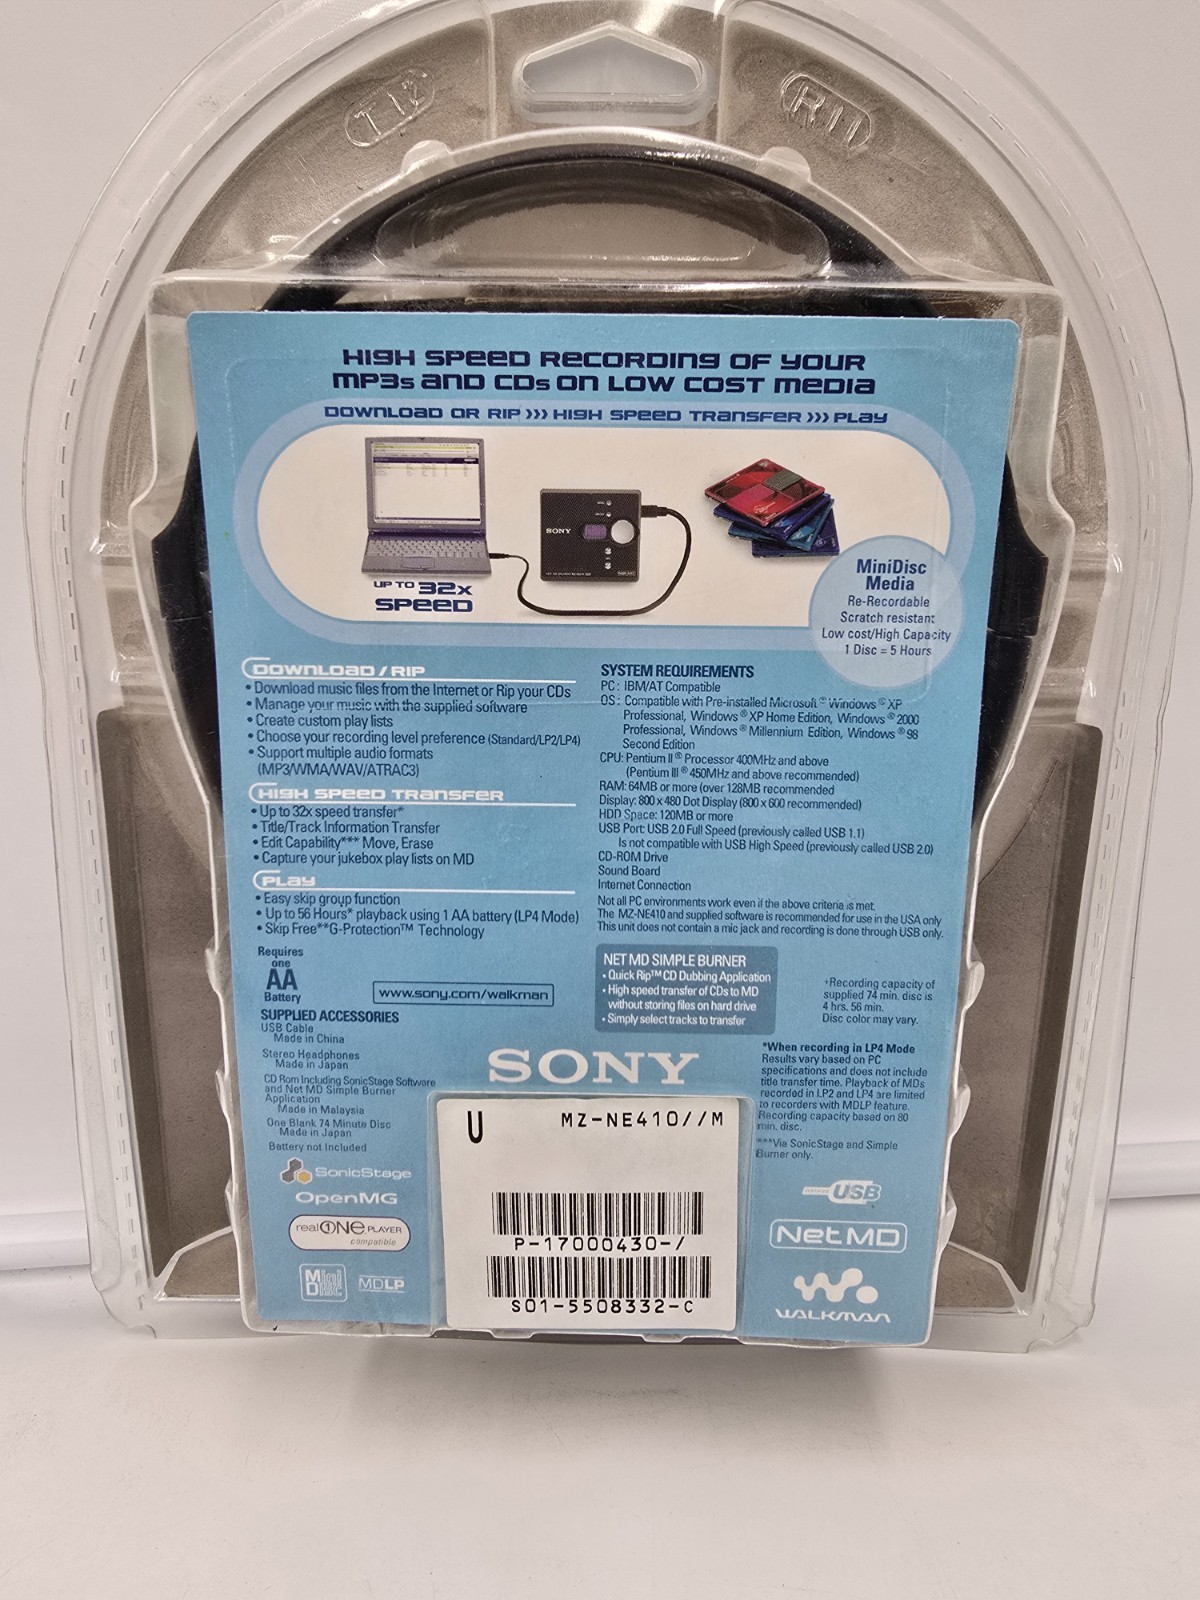 T12
R11
HIGH SPEED RECORDING OF YOUR
MP3s AND CDs ON LOW COST MEDIA
DOWNLOAD OR RIP >>> HIGH SPEED TRANSFER >>> PLAY
SONY
UP TO 32x
SPEED
MiniDisc
Media
Re-Recordable
Scratch resistant
Low cost/High Capacity
1 Disc = 5 Hours
DOWNLOAD / RIP
• Download music files from the Internet or Rip your CDs
• Manage your music with the supplied software
• Create custom play lists
• Choose your recording level preference (Standard/LP2/LP4)
• Support multiple audio formats
(MP3/WMA/WAV/ATRAC3)
HIGH SPEED TRANSFER
• Up to 32x speed transfer*
• Title/Track Information Transfer
• Edit Capability*** Move, Erase
• Capture your jukebox play lists on MD
PLAY
• Easy skip group function
• Up to 56 Hours* playback using 1 AA battery (LP4 Mode)
• Skip Free**G-Protection™ Technology
Requires
one
AA
Battery
www.sony.com/walkman
SUPPLIED ACCESSORIES
USB Cable
Made in China
Stereo Headphones
Made in Japan
CD Rom Including SonicStage Software
and Net MD Simple Burner
Application
Made in Malaysia
One Blank 74 Minute Disc
Made in Japan
Battery not Included
SonicStage
OpenMG
realONE PLAYER
compatible
MiniDisc
MDLP
SYSTEM REQUIREMENTS
PC: IBM/AT Compatible
OS: Compatible with Pre-installed Microsoft® Windows® XP
Professional, Windows® XP Home Edition, Windows® 2000
Professional, Windows® Millennium Edition, Windows® 98
Second Edition
CPU: Pentium II® Processor 400MHz and above
(Pentium III® 450MHz and above recommended)
RAM: 64MB or more (over 128MB recommended
Display: 800 x 480 Dot Display (800 x 600 recommended)
HDD Space: 120MB or more
USB Port: USB 2.0 Full Speed (previously called USB 1.1)
Is not compatible with USB High Speed (previously called USB 2.0)
CD-ROM Drive
Sound Board
Internet Connection
Not all PC environments work even if the above criteria is met.
The MZ-NE410 and supplied software is recommended for use in the USA only
This unit does not contain a mic jack and recording is done through USB only.
NET MD SIMPLE BURNER
• Quick Rip™ CD Dubbing Application
• High speed transfer of CDs to MD
without storing files on hard drive
• Simply select tracks to transfer
+Recording capacity of
supplied 74 min. disc is
4 hrs. 56 min.
Disc color may vary.
*When recording in LP4 Mode
Results vary based on PC
specifications and does not include
title transfer time. Playback of MDs
recorded in LP2 and LP4 are limited
to recorders with MDLP feature.
Recording capacity based on 80
min. disc.
***Via SonicStage and Simple
Burner only.
SONY
U MZ-NE410//M
P-17000430-/
S01-5508332-C
USB
NetMD
WALKMAN